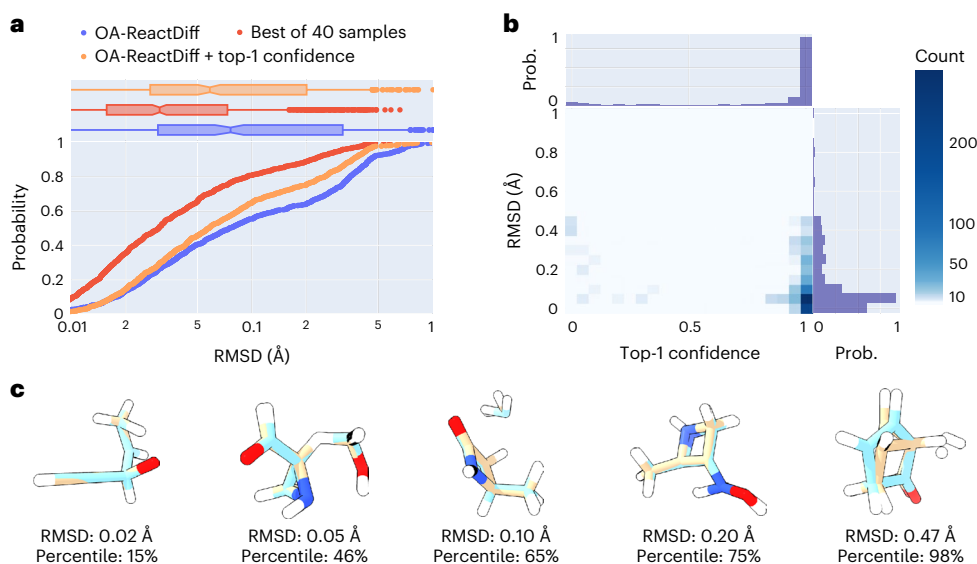 a
OA-ReactDiff
Best of 40 samples
OA-ReactDiff + top-1 confidence
1
0.8
0.6
0.4
0.2
0
Probability
0.01
2
5
0.1
2
5
1
RMSD (Å)
b
1
0
Prob.
Count
200
100
50
10
1
0.8
0.6
0.4
0.2
0
RMSD (Å)
0
0.5
1
0
1
Top-1 confidence
Prob.
c
RMSD: 0.02 Å
Percentile: 15%
RMSD: 0.05 Å
Percentile: 46%
RMSD: 0.10 Å
Percentile: 65%
RMSD: 0.20 Å
Percentile: 75%
RMSD: 0.47 Å
Percentile: 98%